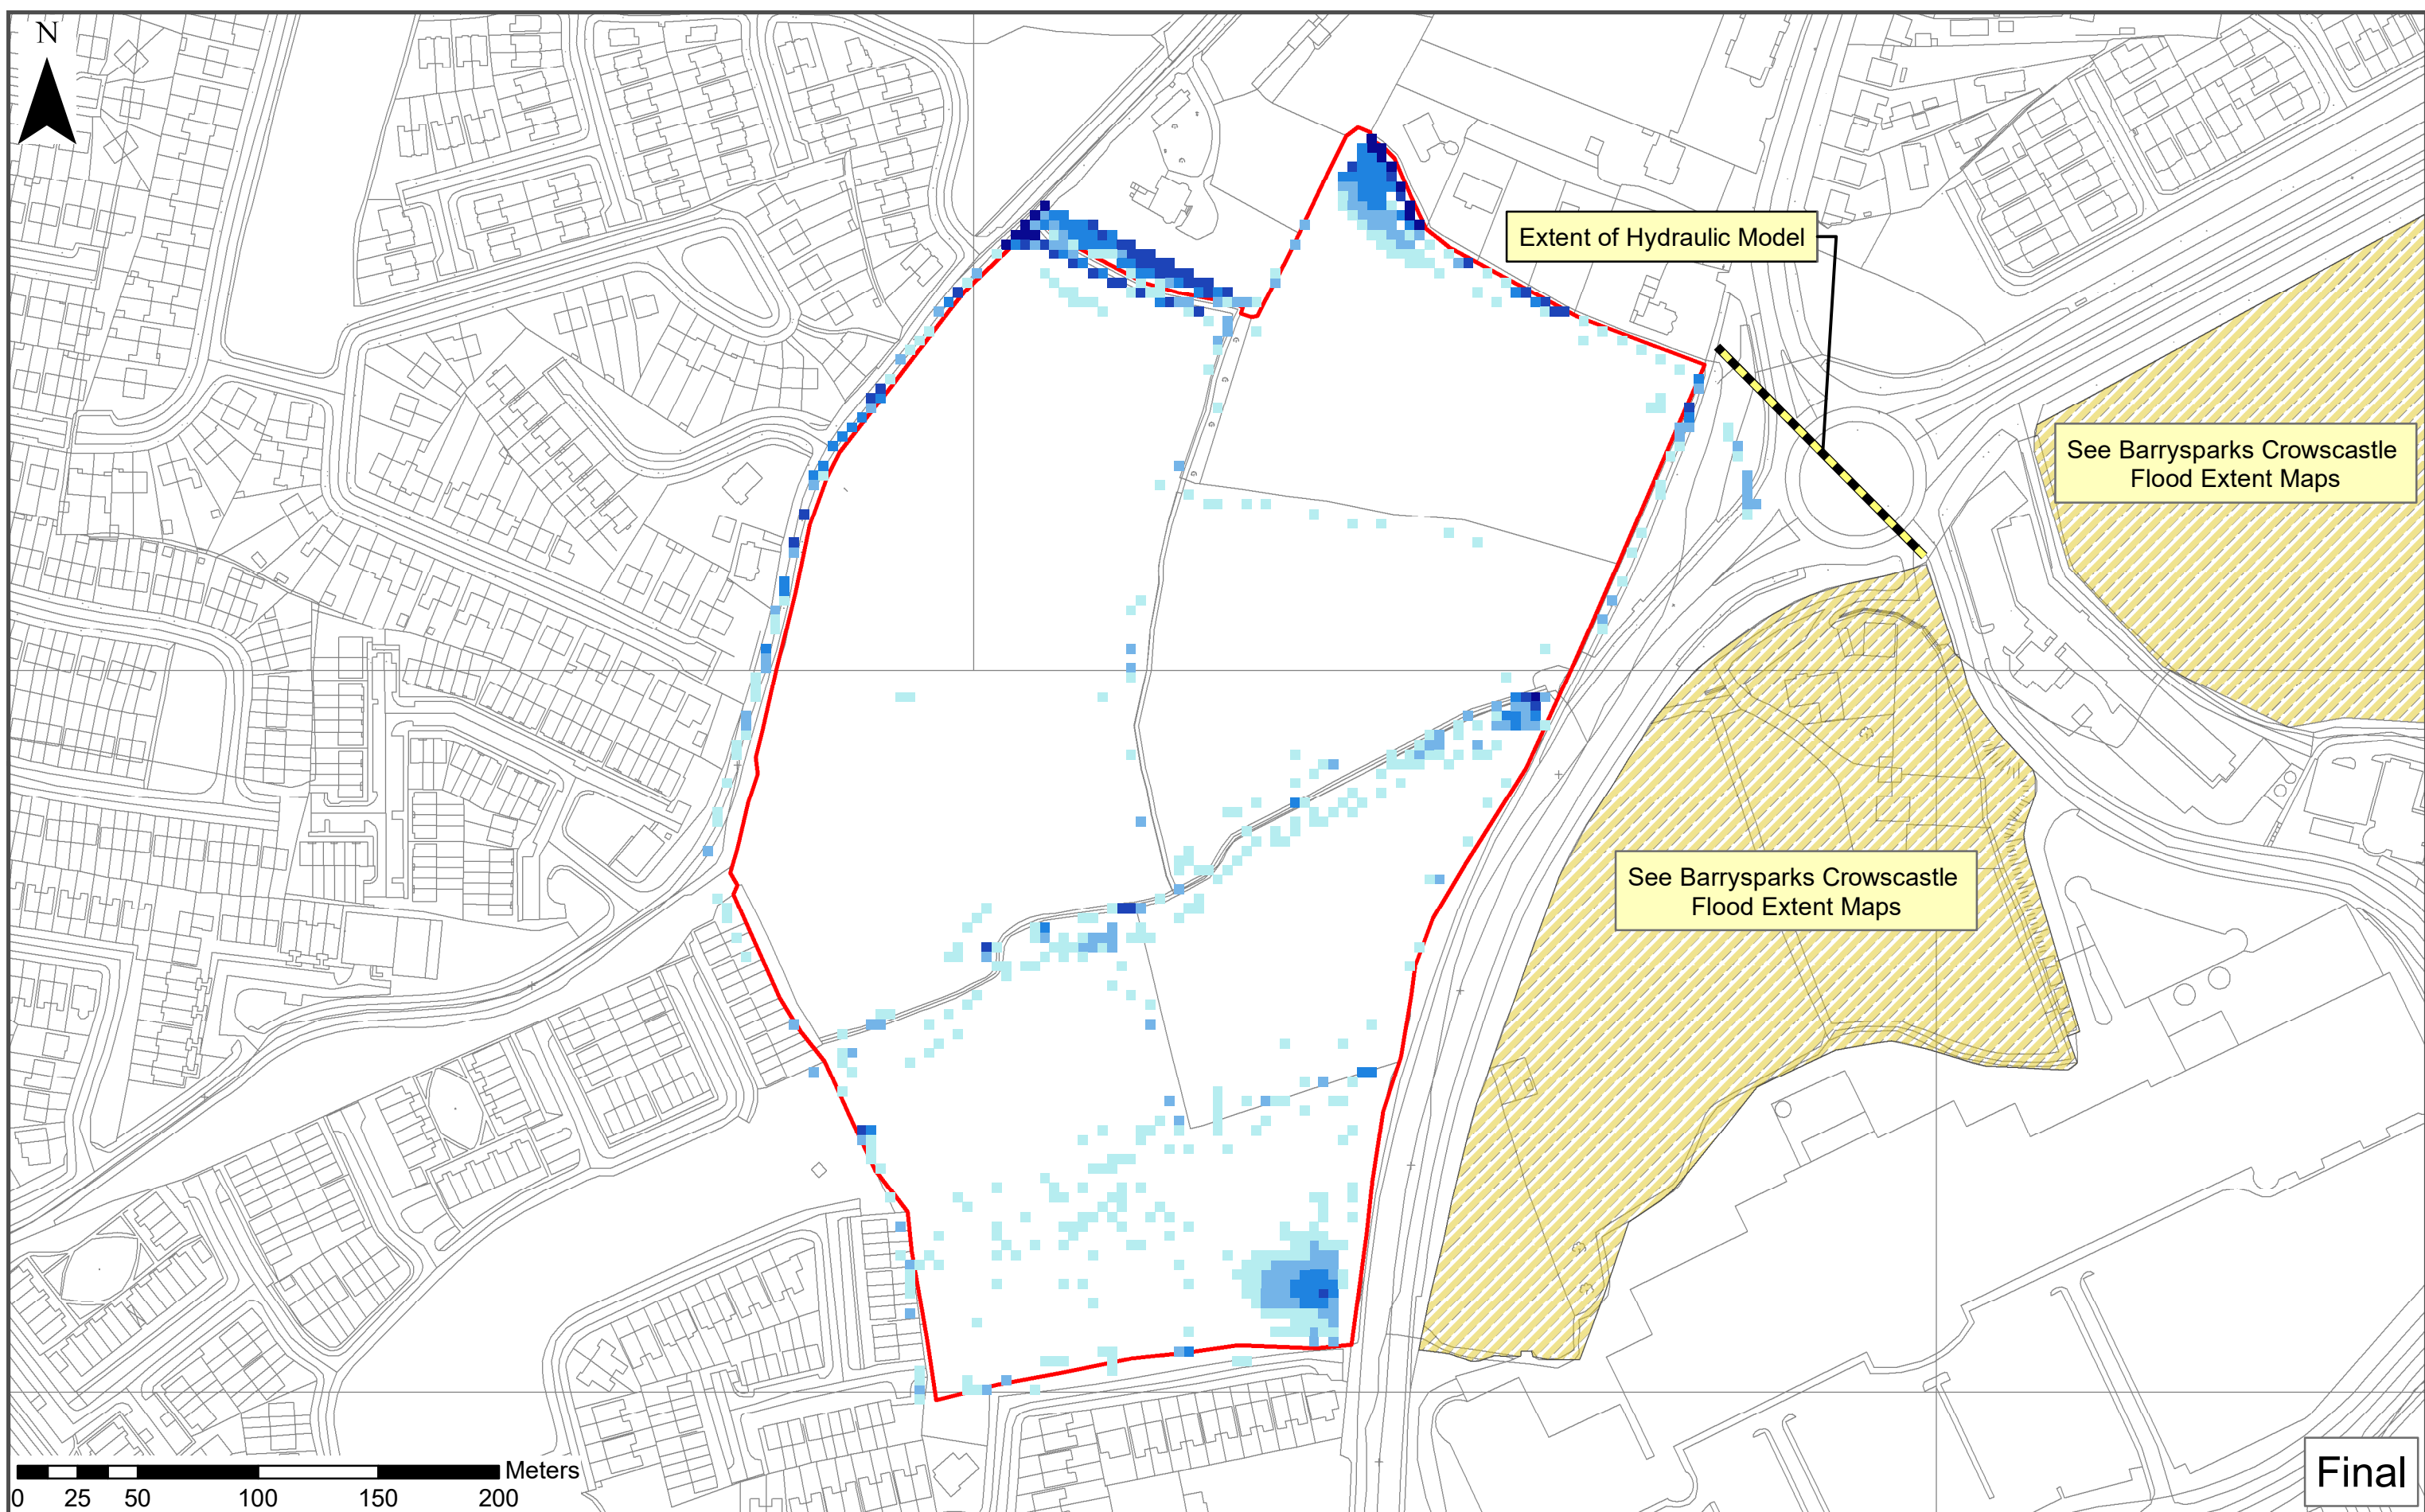 N
Extent of Hydraulic Model
See Barrysparks Crowscastle
Flood Extent Maps
See Barrysparks Crowscastle
Flood Extent Maps
Meters
0 25 50 100 150 200
Final